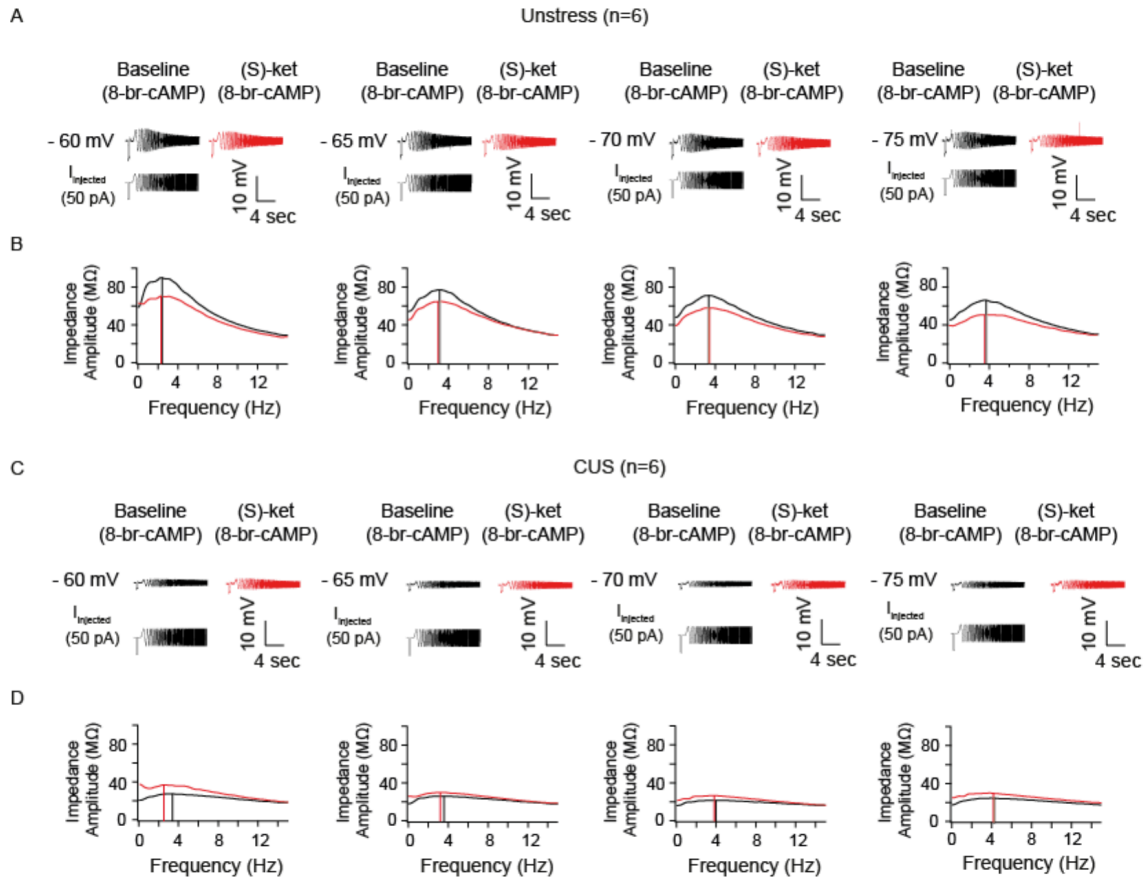 A
Unstress (n=6)
Baseline (S)-ket Baseline (S)-ket Baseline (S)-ket Baseline (S)-ket
(8-br-cAMP) (8-br-cAMP) (8-br-cAMP) (8-br-cAMP) (8-br-cAMP) (8-br-cAMP) (8-br-cAMP) (8-br-cAMP)
- 60 mV - 65 mV - 70 mV - 75 mV
IInjected IInjected IInjected IInjected
(50 pA) (50 pA) (50 pA) (50 pA)
10 mV 10 mV 10 mV 10 mV
4 sec 4 sec 4 sec 4 sec
B
Impedance Impedance Impedance Impedance
Amplitude (MΩ) Amplitude (MΩ) Amplitude (MΩ) Amplitude (MΩ)
80 80 80 80
40 40 40 40
0 0 0 0
0 4 8 12 0 4 8 12 0 4 8 12 0 4 8 12
Frequency (Hz) Frequency (Hz) Frequency (Hz) Frequency (Hz)
C
CUS (n=6)
Baseline (S)-ket Baseline (S)-ket Baseline (S)-ket Baseline (S)-ket
(8-br-cAMP) (8-br-cAMP) (8-br-cAMP) (8-br-cAMP) (8-br-cAMP) (8-br-cAMP) (8-br-cAMP) (8-br-cAMP)
- 60 mV - 65 mV - 70 mV - 75 mV
IInjected IInjected IInjected IInjected
(50 pA) (50 pA) (50 pA) (50 pA)
10 mV 10 mV 10 mV 10 mV
4 sec 4 sec 4 sec 4 sec
D
Impedance Impedance Impedance Impedance
Amplitude (MΩ) Amplitude (MΩ) Amplitude (MΩ) Amplitude (MΩ)
80 80 80 80
40 40 40 40
0 0 0 0
0 4 8 12 0 4 8 12 0 4 8 12 0 4 8 12
Frequency (Hz) Frequency (Hz) Frequency (Hz) Frequency (Hz)